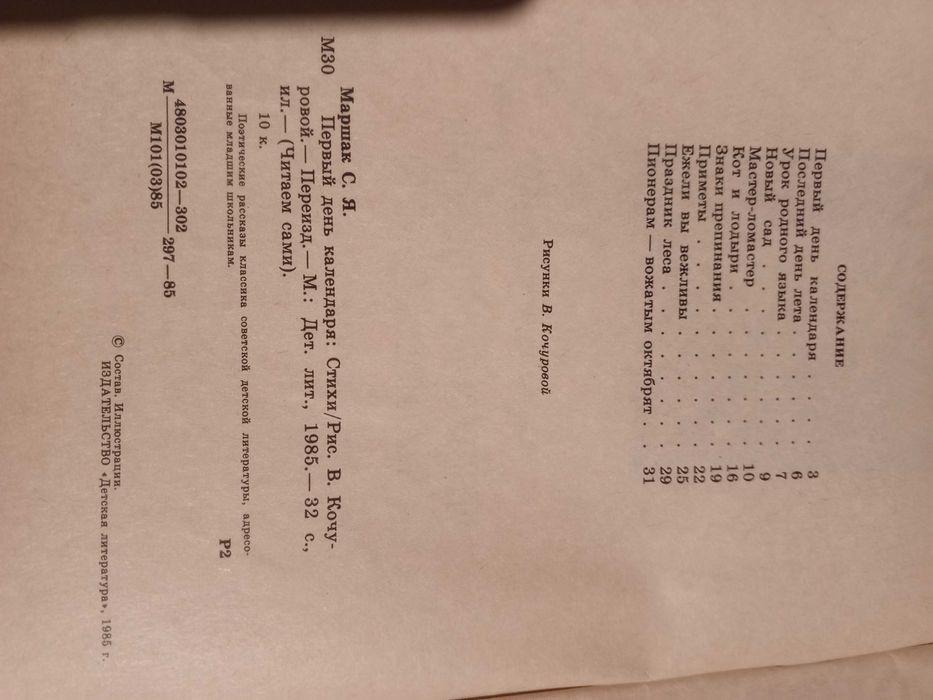 СОДЕРЖАНИЕ
Первый день календаря . . . 3
Последний день лета . . . . 6
Урок родного языка . . . . 7
Новый сад . . . . . . 9
Мастер-ломастер . . . . . 10
Кот и лодыри . . . . . . 16
Знаки препинания . . . . . 19
Приметы . . . . . . . 22
Ежели вы вежливы . . . . . 25
Праздник леса . . . . . . 29
Пионерам — вожатым октябрят . . 31
Рисунки В. Кочуровой
Маршак С. Я.
М30 Первый день календаря: Стихи/Рис. В. Кочу-
ровой.— Переизд.— М.: Дет. лит., 1985.— 32 с.,
ил.— (Читаем сами).
10 к.
Поэтические рассказы классика советской детской литературы, адресо-
ванные младшим школьникам.
Р2
М 4803010102—302 297—85
М101(03)85
© Состав. Иллюстрации.
ИЗДАТЕЛЬСТВО «Детская литература», 1985 г.